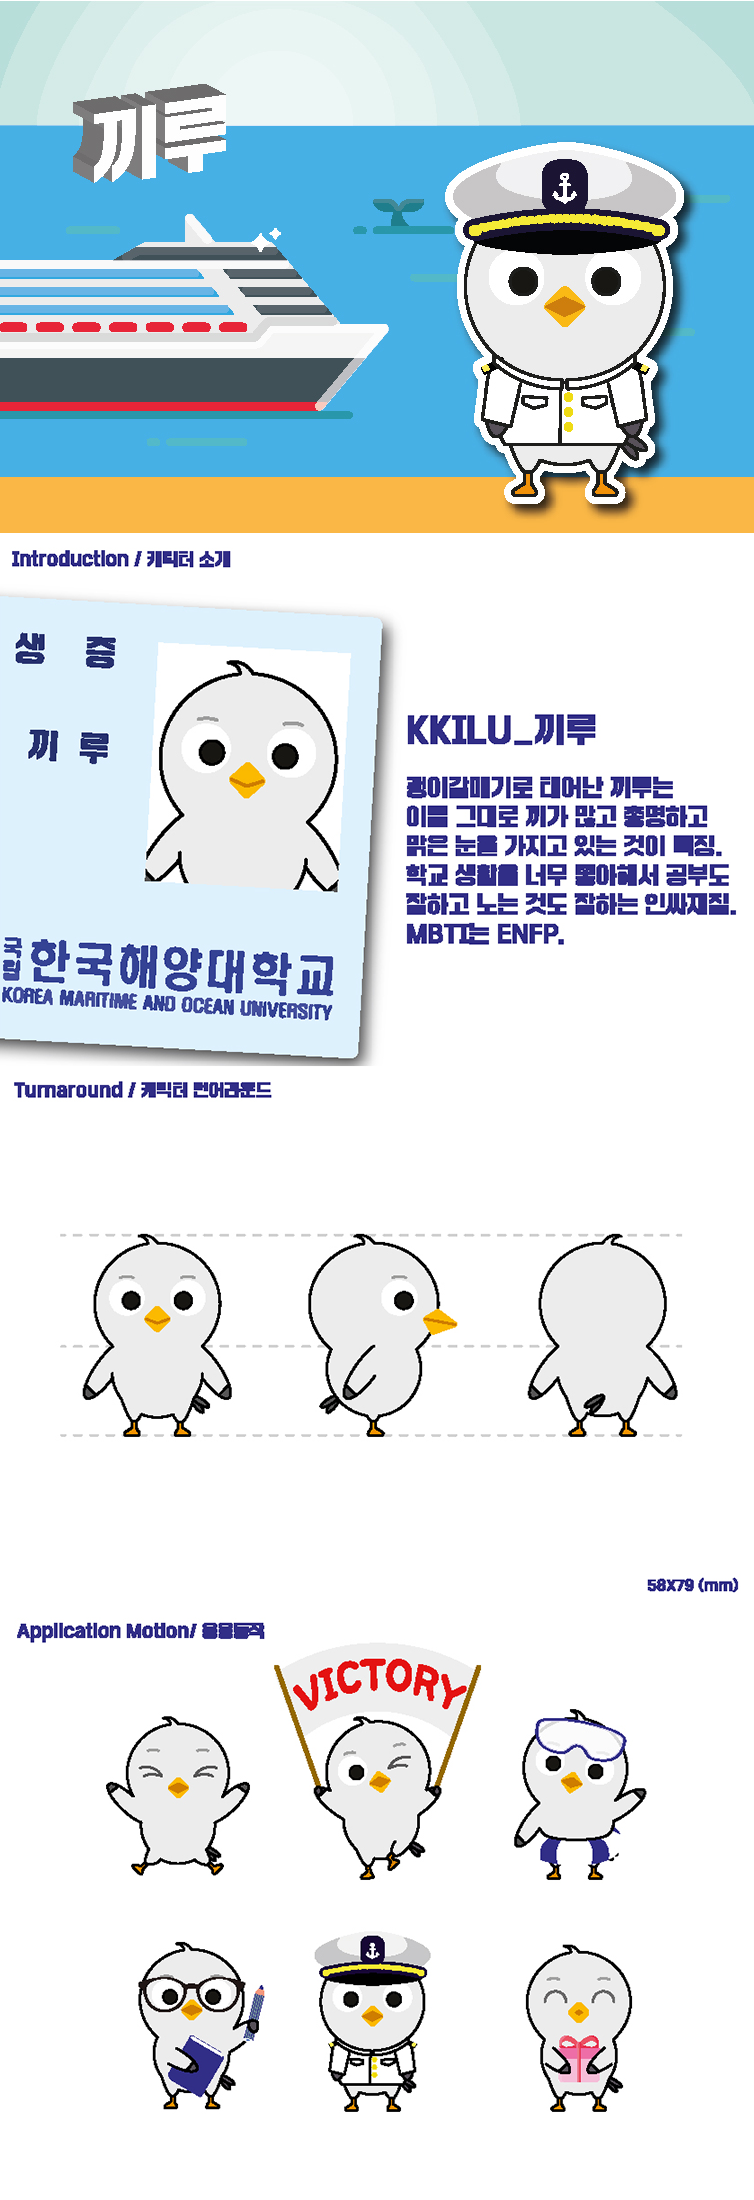 끼루
Introduction / 캐릭터 소개
생 증
끼 루
국립 한국해양대학교
KOREA MARITIME AND OCEAN UNIVERSITY
KKILU_끼루
괭이갈매기로 태어난 끼루는
이름 그대로 끼가 많고 총명하고
맑은 눈을 가지고 있는 것이 특징.
학교 생활을 너무 좋아해서 공부도
잘하고 노는 것도 잘하는 인싸재질.
MBTI는 ENFP.
Turnaround / 캐릭터 턴어라운드
58X79 (mm)
Application Motion/ 응용동작
VICTORY